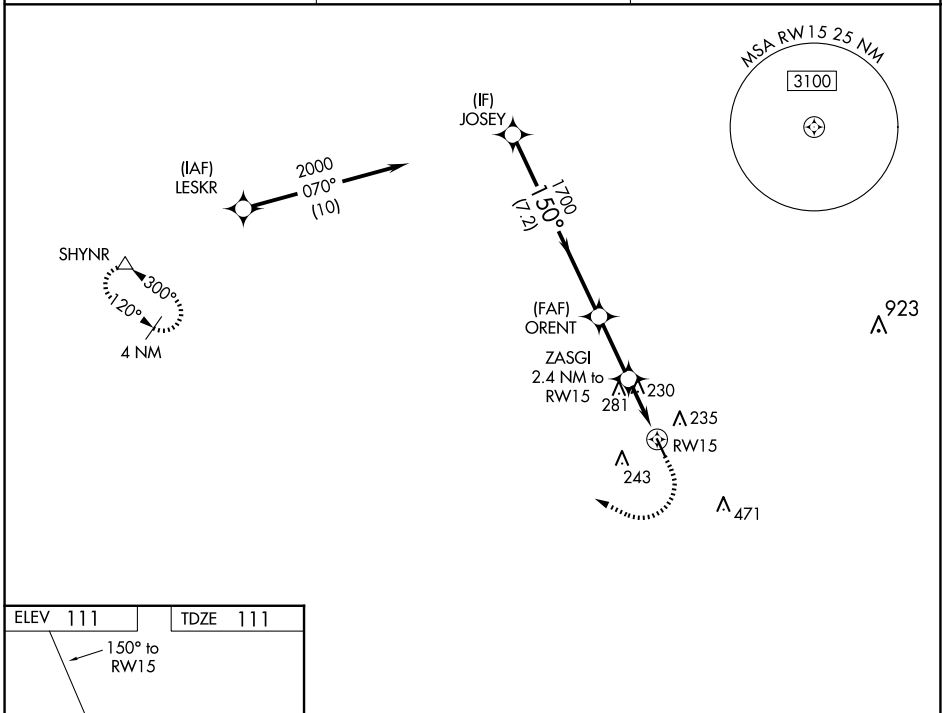 MSA RW15 25 NM
3100
(IF)
JOSEY
(IAF)
LESKR
2000
070°
(10)
1700
150°
(7.2)
SHYNR
300°
120°
4 NM
(FAF)
ORENT
923
ZASGI
2.4 NM to
RW15
281
230
235
RW15
243
471
ELEV 111
TDZE 111
150° to
RW15